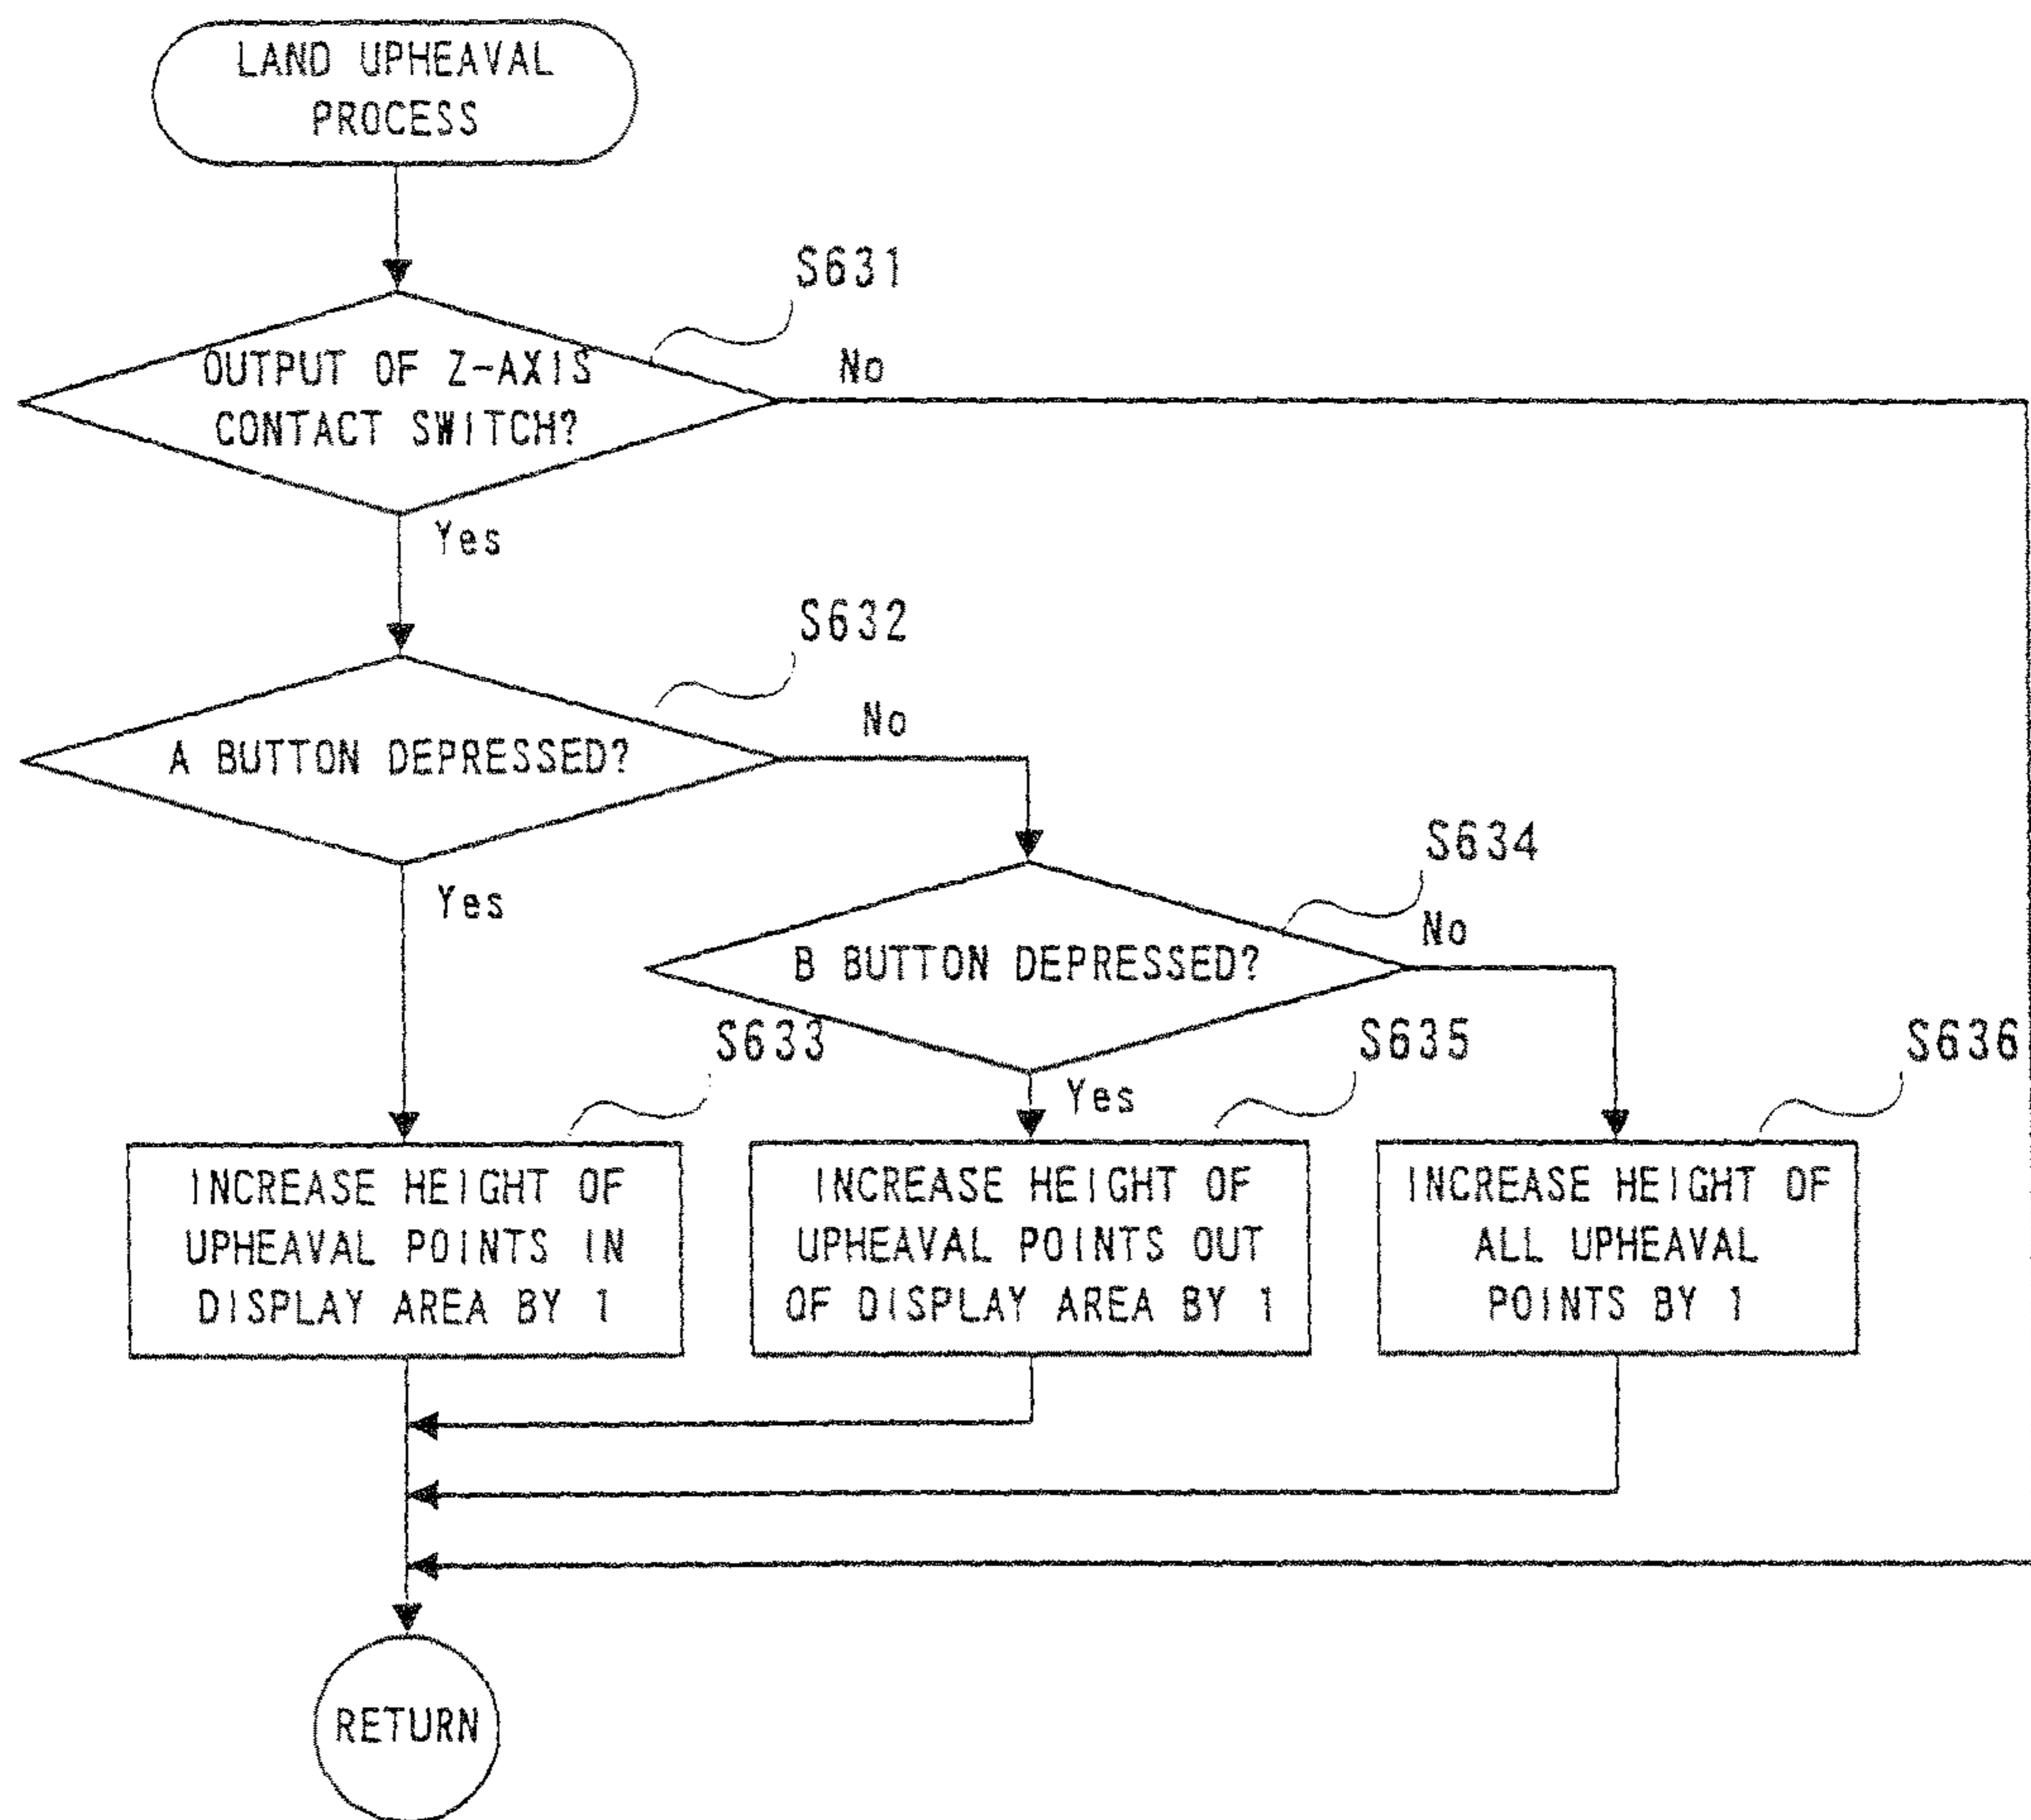 LAND UPHEAVAL
PROCESS
S631
OUTPUT OF Z-AXIS
CONTACT SWITCH?
No
Yes
S632
A BUTTON DEPRESSED?
No
Yes
S634
B BUTTON DEPRESSED?
No
Yes
S633
INCREASE HEIGHT OF
UPHEAVAL POINTS IN
DISPLAY AREA BY 1
S635
INCREASE HEIGHT OF
UPHEAVAL POINTS OUT
OF DISPLAY AREA BY 1
S636
INCREASE HEIGHT OF
ALL UPHEAVAL
POINTS BY 1
RETURN